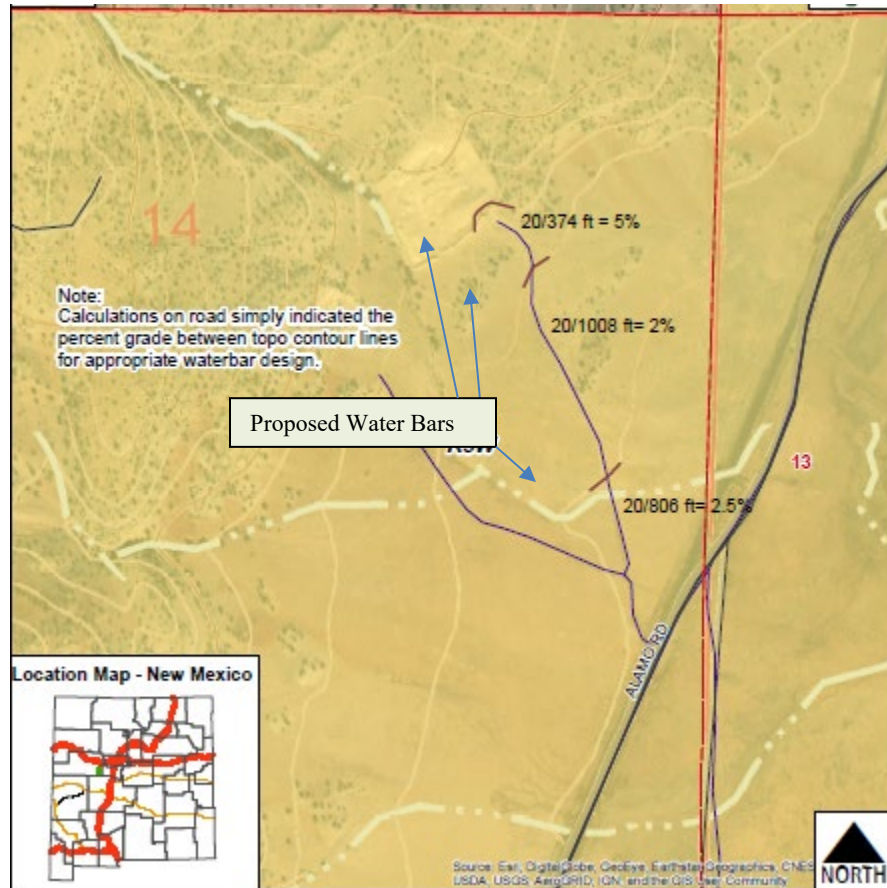 14
20/374 ft = 5%
Note:
Calculations on road simply indicated the
percent grade between topo contour lines
for appropriate waterbar design.
20/1008 ft= 2%
Proposed Water Bars
13
20/806 ft= 2.5%
ALAMO RD
Location Map - New Mexico
Source: Esri, DigitalGlobe, GeoEye, Earthstar Geographics, CNES
USDA, USGS, AeroGRID, IGN, and the GIS User Community
NORTH